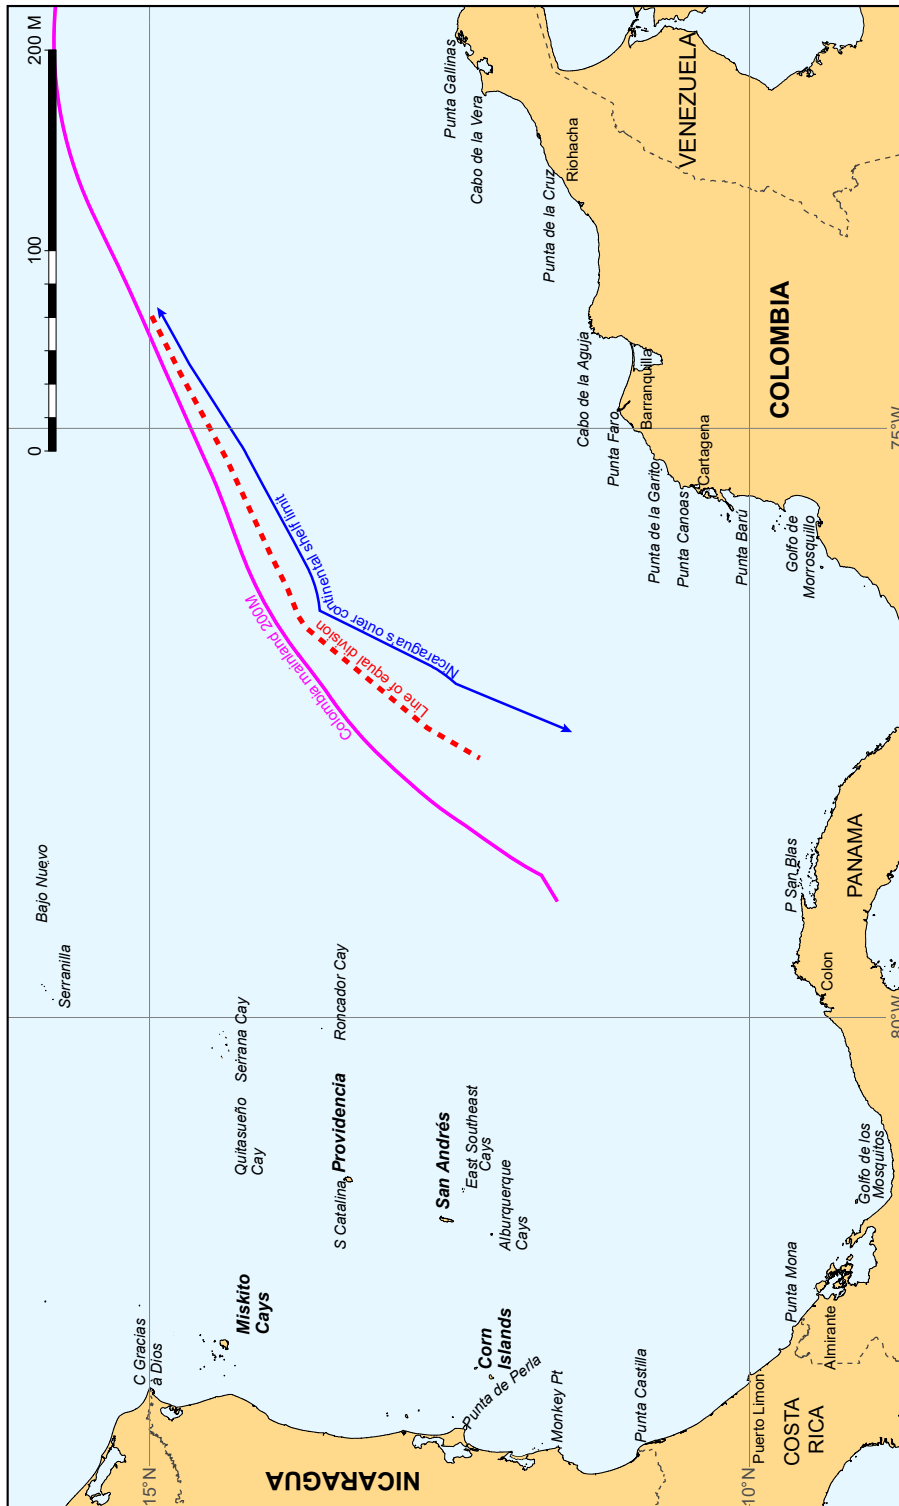 200 M
100
0
Punta Gallinas
Cabo de la Vera
Riohacha
Punta de la Cruz
VENEZUELA
Cabo de la Aguja
Punta Faro
Barranquilla
COLOMBIA
Punta de la Garito
Punta Canoas
Cartagena
Punta Barú
Golfo de
Morrosquillo
75°W
Colombia mainland 200M
Line of equal division
Nicaragua's outer continental shelf limit
Bajo Nuevo
Serranilla
Serrana Cay
Quitasueño
Cay
Roncador Cay
Providencia
S Catalina
San Andrés
East Southeast
Cays
Alburquerque
Cays
P San Blas
PANAMA
Colon
80°W
Golfo de los
Mosquitos
Punta Mona
Almirante
Miskito
Cays
Corn
Islands
C Gracias
à Dios
Punta de Perla
Monkey Pt
Punta Castilla
Puerto Limon
COSTA
RICA
NICARAGUA
15°N
10°N